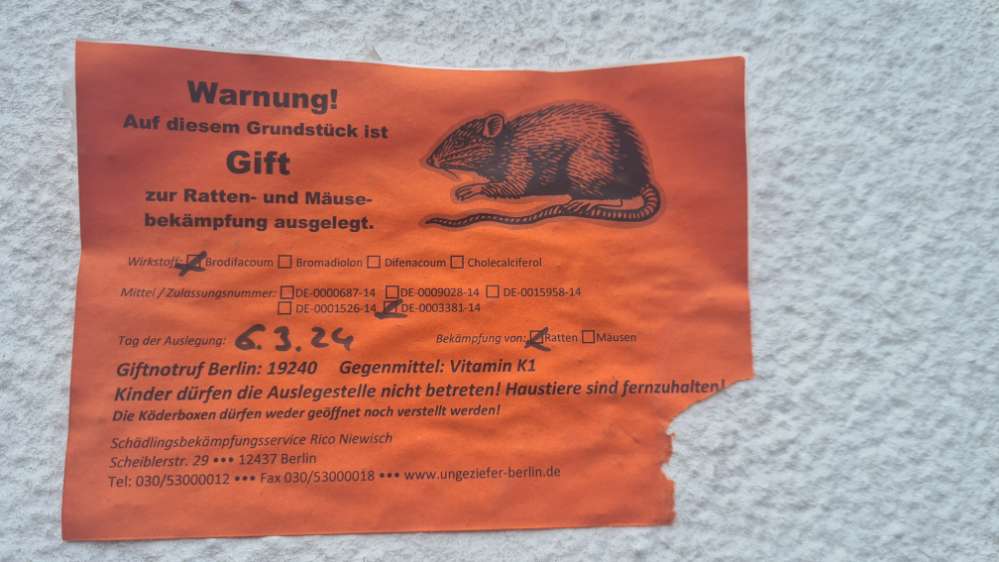 Warnung!
Auf diesem Grundstück ist
Gift
zur Ratten- und Mäuse-
bekämpfung ausgelegt.
Wirkstoff: ☒ Brodifacoum ☐ Bromadiolon ☐ Difenacoum ☐ Cholecalciferol
Mittel / Zulassungsnummer: ☐ DE-0000687-14 ☐ DE-0009028-14 ☐ DE-0015958-14
☐ DE-0001526-14 ☒ DE-0003381-14
Tag der Auslegung: 6.3.24 Bekämpfung von: ☒ Ratten ☐ Mäusen
Giftnotruf Berlin: 19240 Gegenmittel: Vitamin K1
Kinder dürfen die Auslegestelle nicht betreten! Haustiere sind fernzuhalten!
Die Köderboxen dürfen weder geöffnet noch verstellt werden!
Schädlingsbekämpfungsservice Rico Niewisch
Scheiblerstr. 29 ••• 12437 Berlin
Tel: 030/53000012 ••• Fax 030/53000018 ••• www.ungeziefer-berlin.de